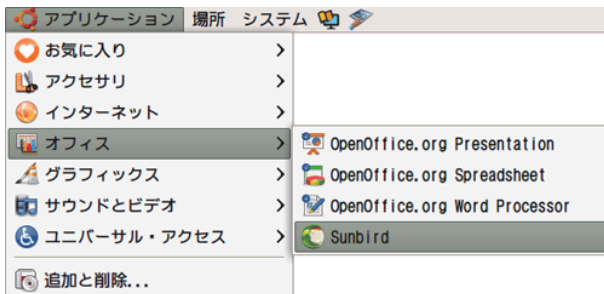 アプリケーション 場所 システム
お気に入り
アクセサリ
インターネット
オフィス
グラフィックス
サウンドとビデオ
ユニバーサル・アクセス
追加と削除...
OpenOffice.org Presentation
OpenOffice.org Spreadsheet
OpenOffice.org Word Processor
Sunbird